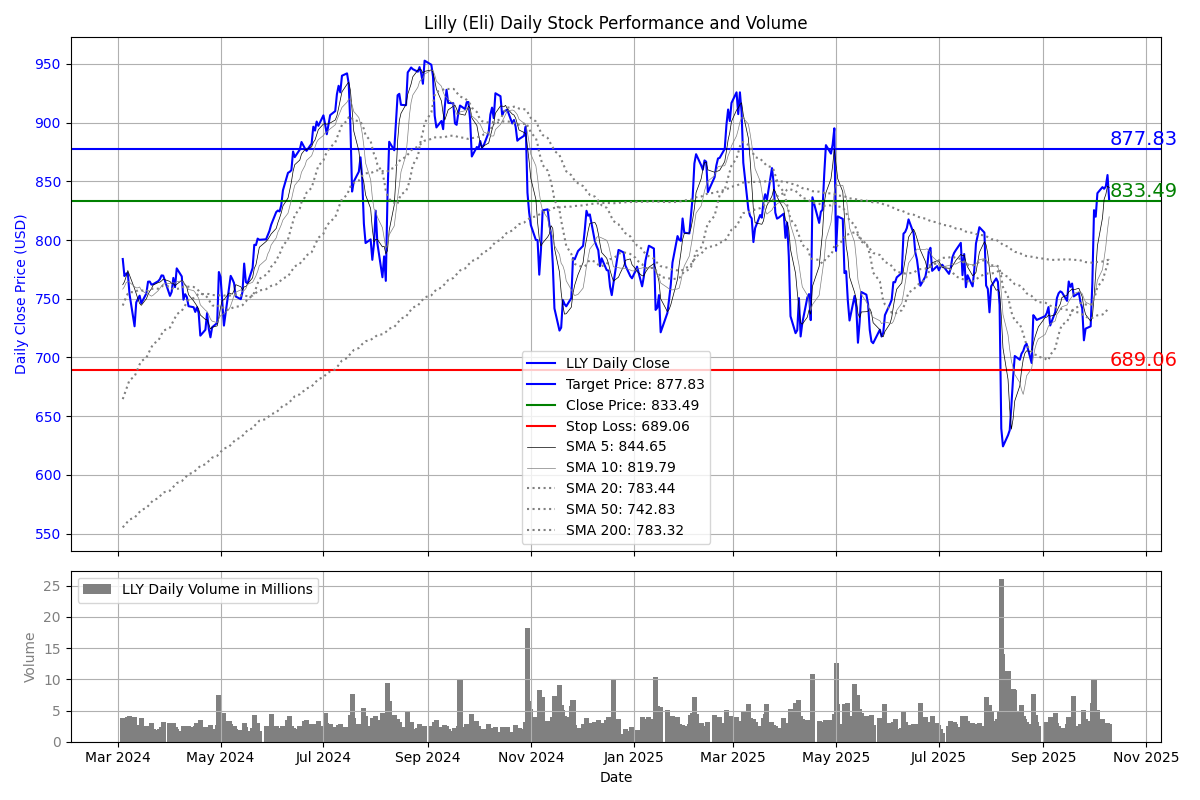 Lilly (Eli) Daily Stock Performance and Volume
Daily Close Price (USD)
950
900
850
800
750
700
650
600
550
877.83
833.49
689.06
LLY Daily Close
Target Price: 877.83
Close Price: 833.49
Stop Loss: 689.06
SMA 5: 844.65
SMA 10: 819.79
SMA 20: 783.44
SMA 50: 742.83
SMA 200: 783.32
Volume
25
20
15
10
5
0
LLY Daily Volume in Millions
Mar 2024 May 2024 Jul 2024 Sep 2024 Nov 2024 Jan 2025 Mar 2025 May 2025 Jul 2025 Sep 2025 Nov 2025
Date